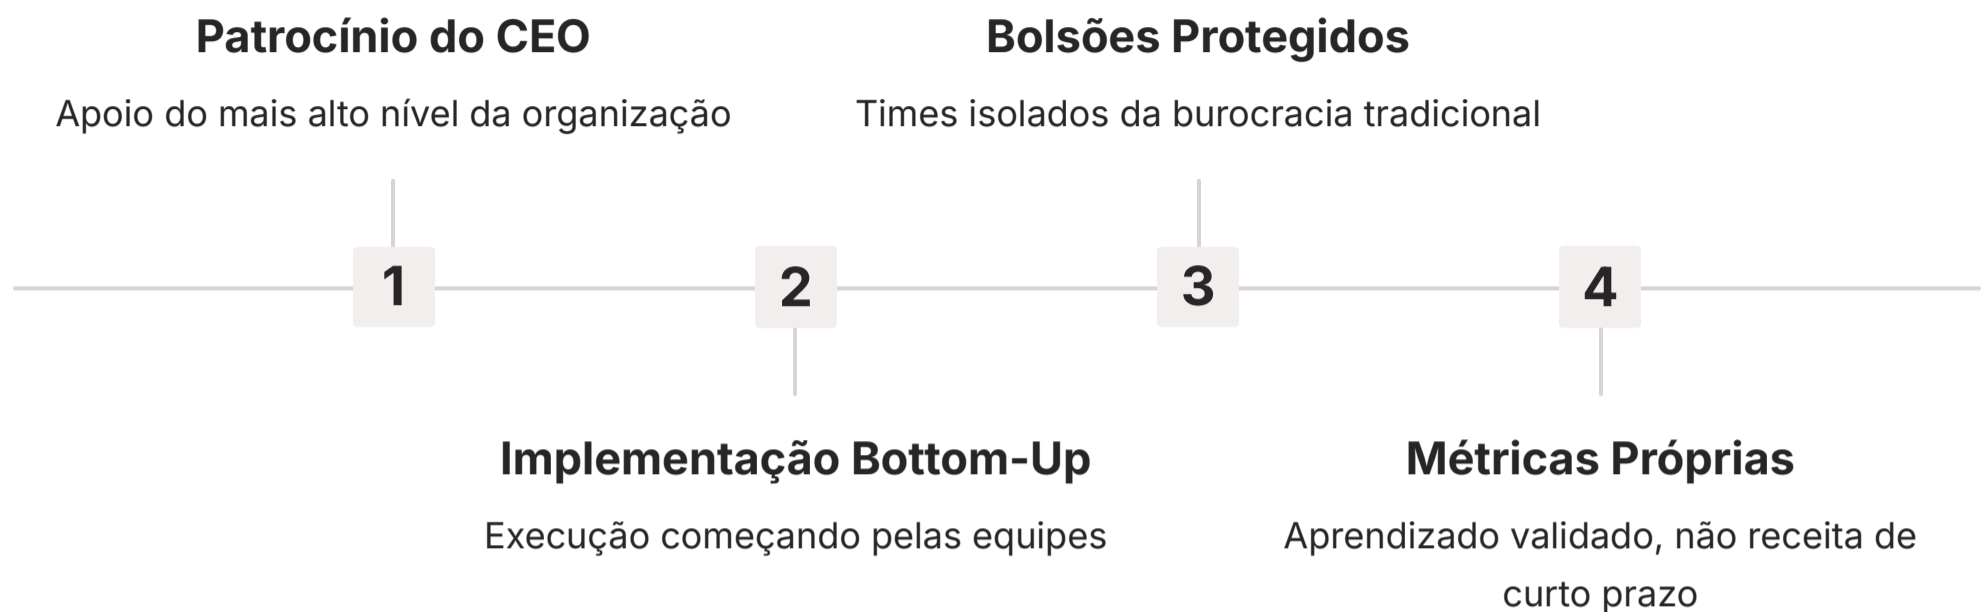 Patrocínio do CEO
Apoio do mais alto nível da organização
Bolsões Protegidos
Times isolados da burocracia tradicional
1
2
3
4
Implementação Bottom-Up
Execução começando pelas equipes
Métricas Próprias
Aprendizado validado, não receita de
curto prazo